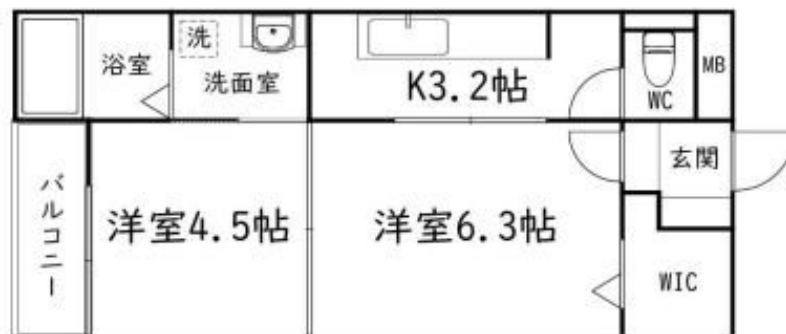 洗
浴室
洗面室
K3.2帖
WC
MB
玄関
バルコニー
洋室4.5帖
洋室6.3帖
WIC